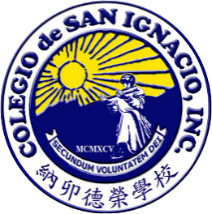 COLEGIO de SAN IGNACIO, INC.
MCMXCV
SECUNDUM VOLUNTATEM DEI
納卯德榮學校